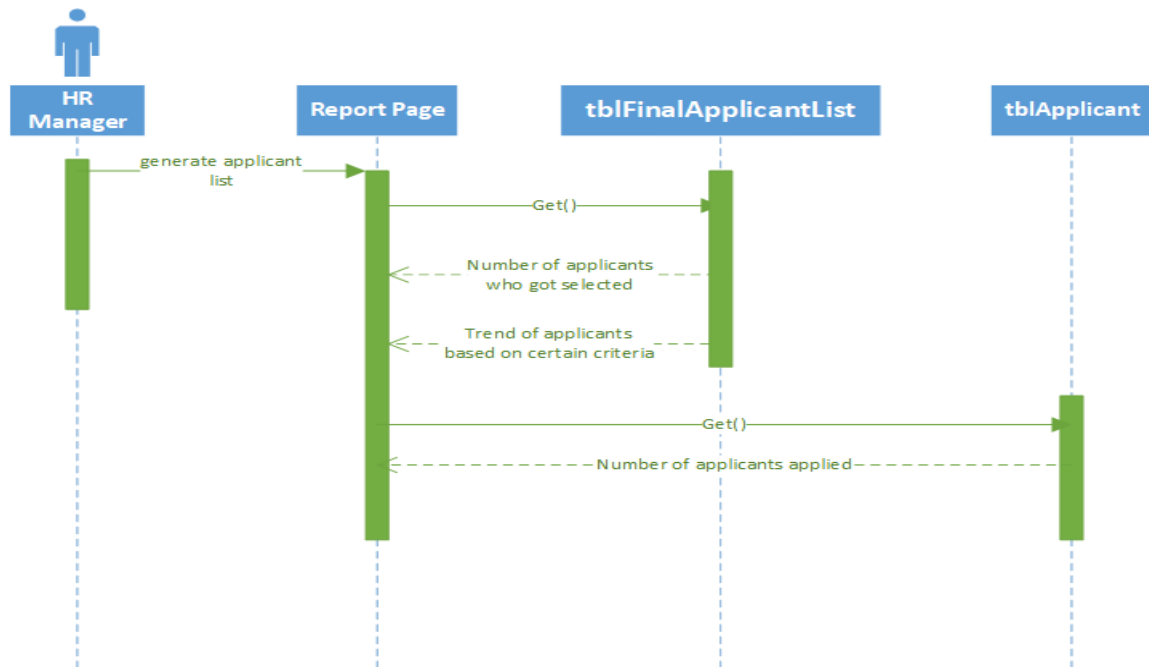 HR
Manager
Report Page
tblFinalApplicantList
tblApplicant
generate applicant
list
Get()
Number of applicants
who got selected
Trend of applicants
based on certain criteria
Get()
Number of applicants applied